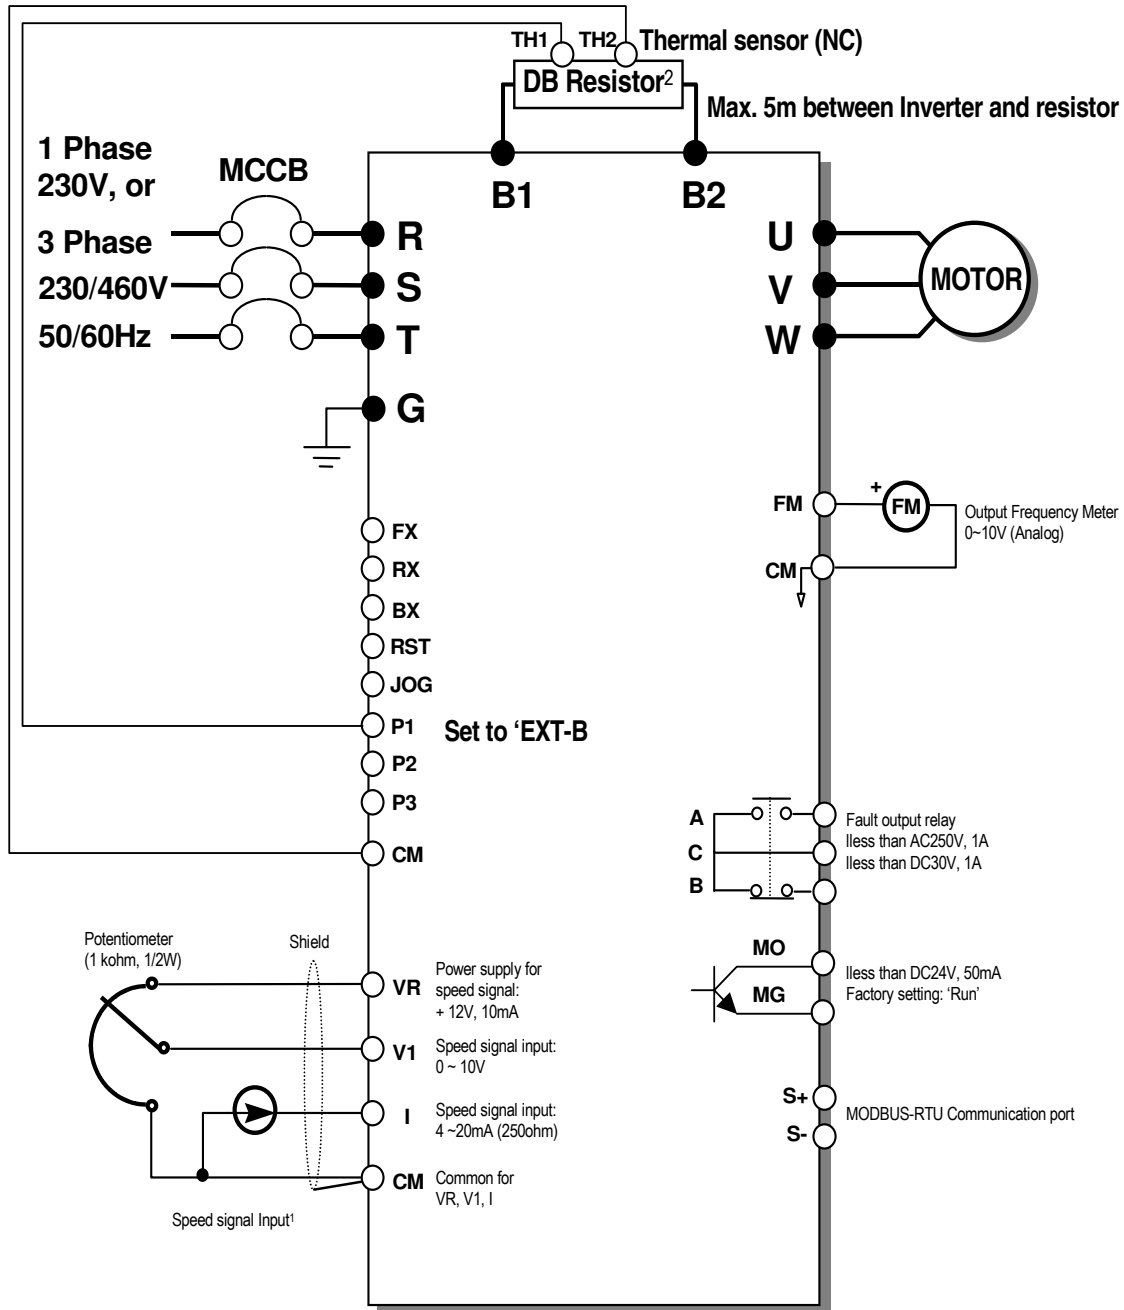 TH1 TH2 Thermal sensor (NC)
DB Resistor2
Max. 5m between Inverter and resistor
1 Phase
230V, or
3 Phase
230/460V
50/60Hz
MCCB
B1
B2
R
S
T
G
U
V
W
MOTOR
FX
RX
BX
RST
JOG
P1
Set to ‘EXT-B
P2
P3
CM
FM
+
FM
Output Frequency Meter
0~10V (Analog)
CM
A
C
B
Fault output relay
lless than AC250V, 1A
lless than DC30V, 1A
MO
MG
lless than DC24V, 50mA
Factory setting: ‘Run’
S+
S-
MODBUS-RTU Communication port
Potentiometer
(1 kohm, 1/2W)
Shield
VR
Power supply for
speed signal:
+ 12V, 10mA
V1
Speed signal input:
0 ~ 10V
I
Speed signal input:
4 ~20mA (250ohm)
CM
Common for
VR, V1, I
Speed signal Input1